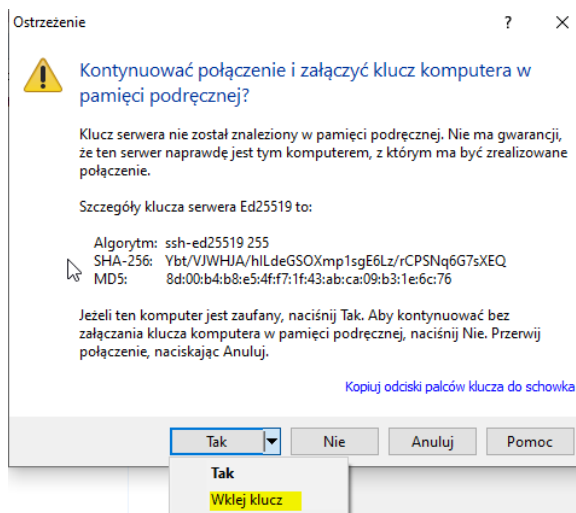 Ostrzeżenie
Kontynuować połączenie i załączyć klucz komputera w
pamięci podręcznej?
Klucz serwera nie został znaleziony w pamięci podręcznej. Nie ma gwarancji,
że ten serwer naprawdę jest tym komputerem, z którym ma być zrealizowane
połączenie.
Szczegóły klucza serwera Ed25519 to:
Algorytm: ssh-ed25519 255
SHA-256: Ybt/VJWHJA/hlLdeGSOXmp1sgE6Lz/rCPSNq6G7sXEQ
MD5: 8d:00:b4:b8:e5:4f:f7:1f:43:ab:ca:09:b3:1e:6c:76
Jeżeli ten komputer jest zaufany, naciśnij Tak. Aby kontynuować bez
załączania klucza komputera w pamięci podręcznej, naciśnij Nie. Przerwij
połączenie, naciskając Anuluj.
Kopiuj odciski palców klucza do schowka
Tak Nie Anuluj Pomoc
Tak
Wklej klucz